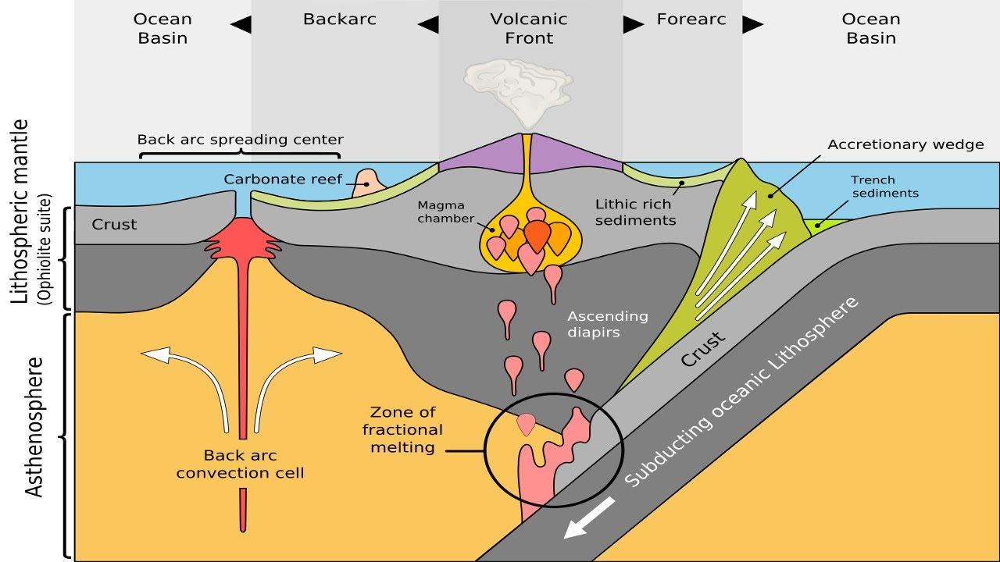 Ocean
Basin
Backarc
Volcanic
Front
Forearc
Ocean
Basin
Back arc spreading center
Accretionary wedge
Carbonate reef
Trench
sediments
Lithospheric mantle
(Ophiolite suite)
Crust
Magma
chamber
Lithic rich
sediments
Ascending
diapirs
Crust
Subducting oceanic Lithosphere
Asthenosphere
Zone of
fractional
melting
Back arc
convection cell